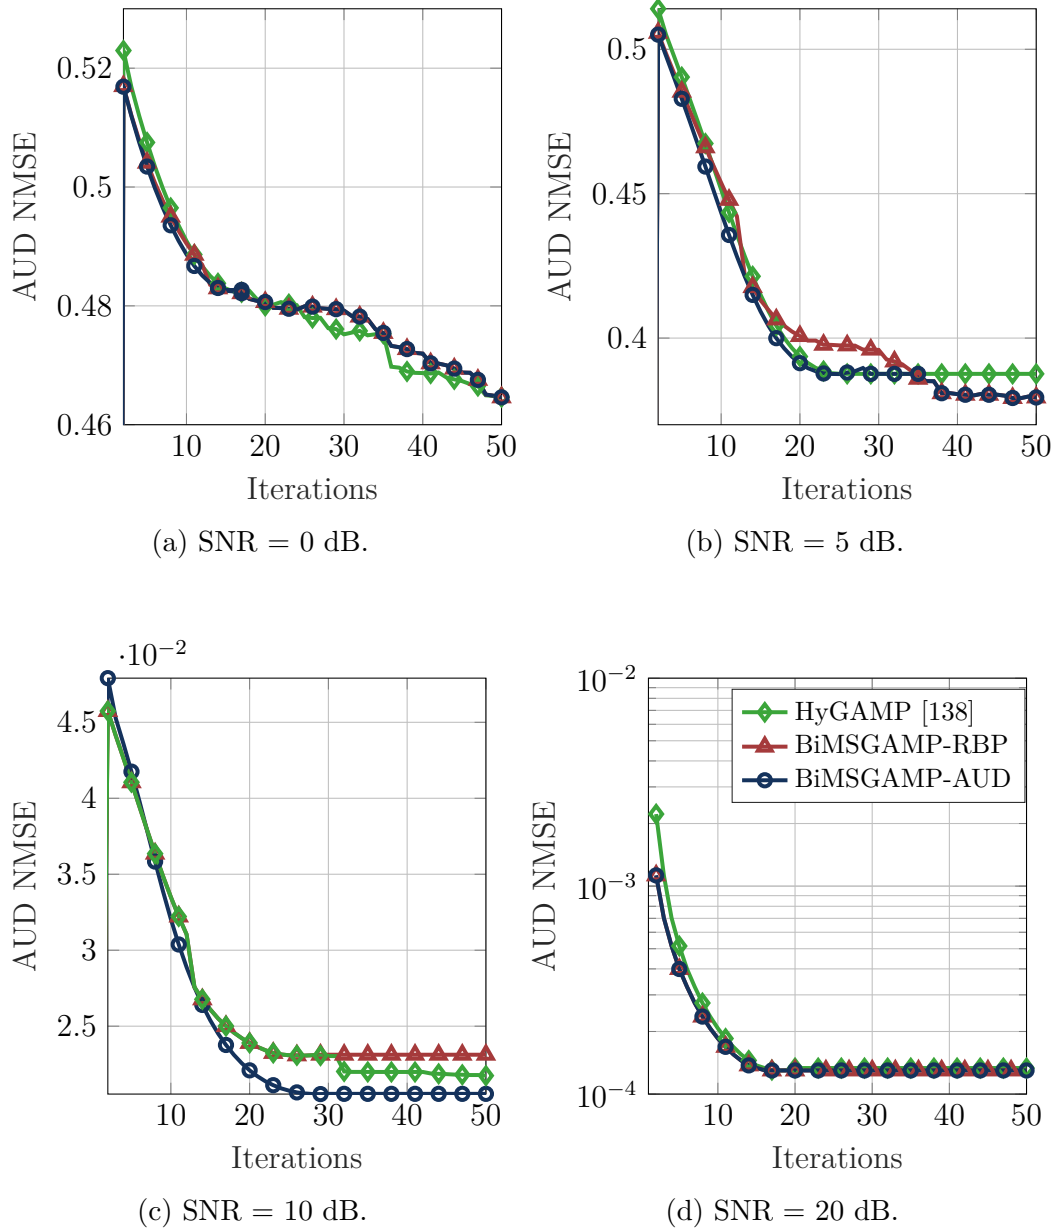 0.52
0.5
0.48
0.46
AUD NMSE
10 20 30 40 50
Iterations
(a) SNR = 0 dB.
0.5
0.45
0.4
AUD NMSE
10 20 30 40 50
Iterations
(b) SNR = 5 dB.
·10⁻²
4.5
4
3.5
3
2.5
AUD NMSE
10 20 30 40 50
Iterations
(c) SNR = 10 dB.
10⁻²
10⁻³
10⁻⁴
AUD NMSE
HyGAMP [138]
BiMSGAMP-RBP
BiMSGAMP-AUD
10 20 30 40 50
Iterations
(d) SNR = 20 dB.